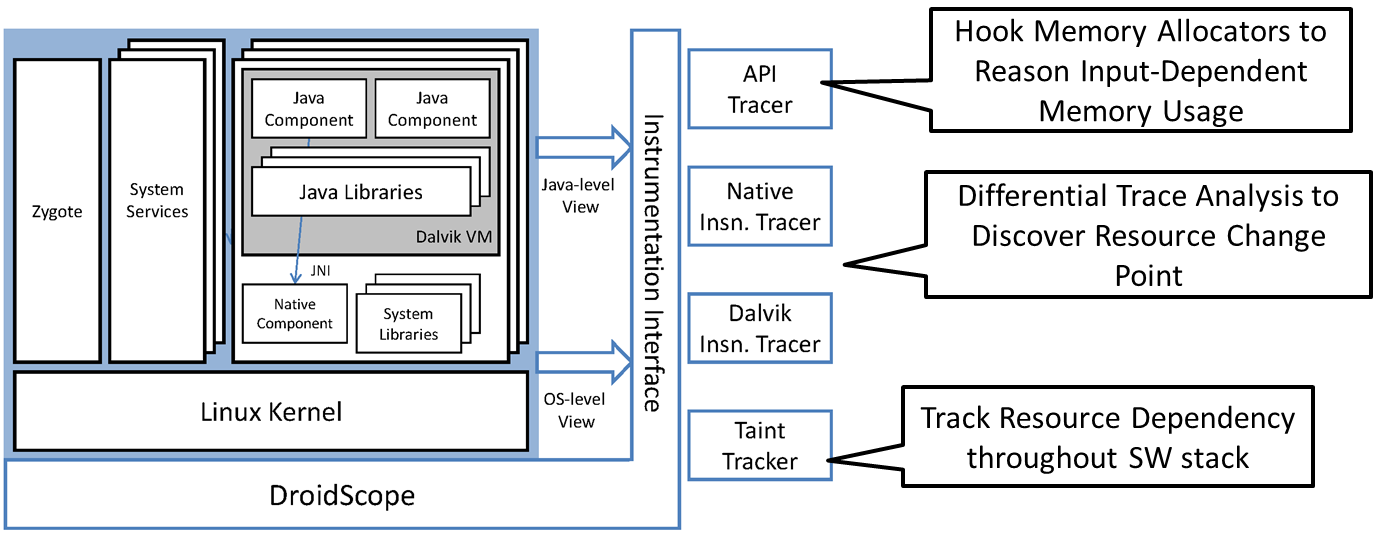 Zygote
System
Services
Java
Component
Java
Component
Java Libraries
Dalvik VM
JNI
Native
Component
System
Libraries
Linux Kernel
DroidScope
Java-level
View
OS-level
View
Instrumentation Interface
API
Tracer
Native
Insn. Tracer
Dalvik
Insn. Tracer
Taint
Tracker
Hook Memory Allocators to
Reason Input-Dependent
Memory Usage
Differential Trace Analysis to
Discover Resource Change
Point
Track Resource Dependency
throughout SW stack